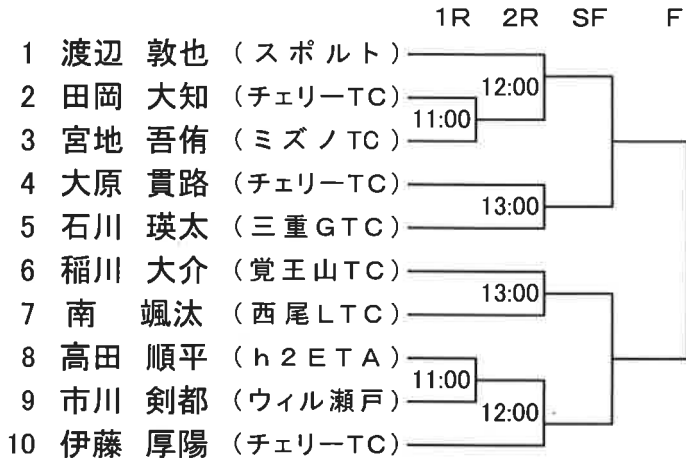 1R 2R SF F
1 渡辺 敦也 (スポルト)
12:00
2 田岡 大知 (チェリーTC)
11:00
3 宮地 吾侑 (ミズノTC)
4 大原 貫路 (チェリーTC)
13:00
5 石川 瑛太 (三重GTC)
6 稲川 大介 (覚王山TC)
13:00
7 南 颯汰 (西尾LTC)
8 高田 順平 (h2ETA)
11:00
9 市川 剣都 (ウィル瀬戸)
12:00
10 伊藤 厚陽 (チェリーTC)